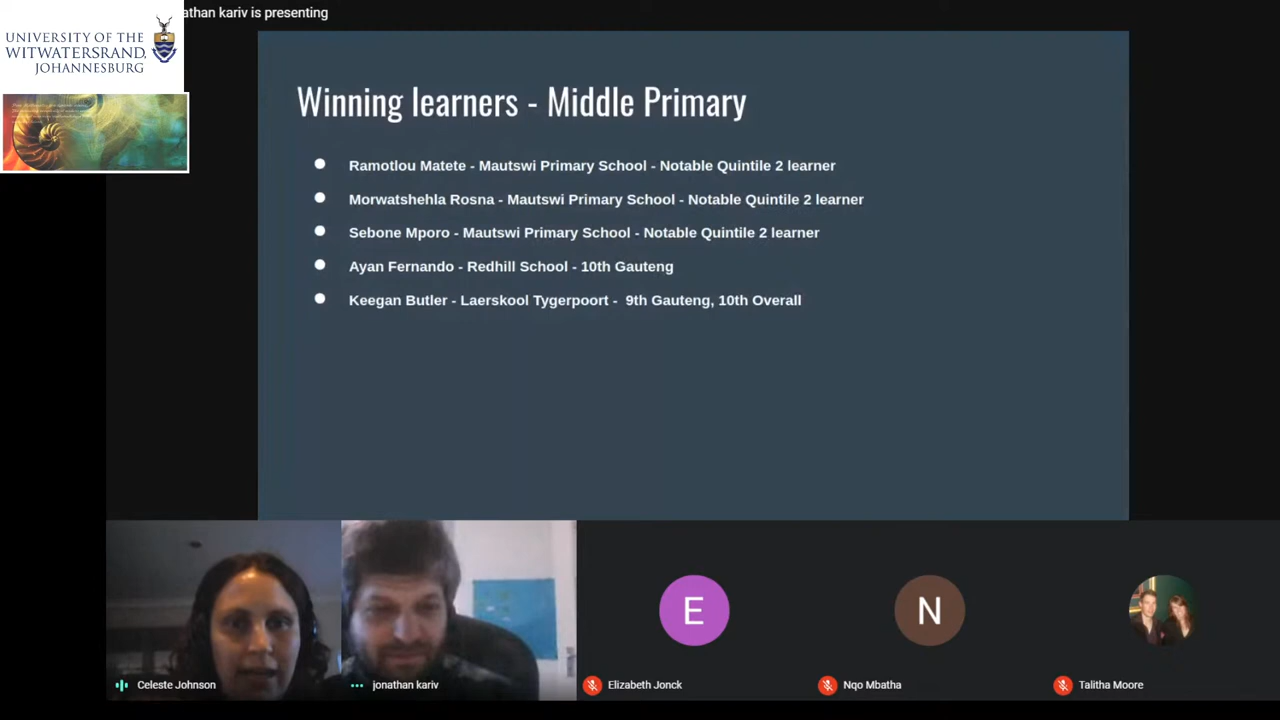 athan kariv is presenting
UNIVERSITY OF THE
WITWATERSRAND,
JOHANNESBURG
Winning learners - Middle Primary
Ramotlou Matete - Mautswi Primary School - Notable Quintile 2 learner
Morwatshehla Rosna - Mautswi Primary School - Notable Quintile 2 learner
Sebone Mporo - Mautswi Primary School - Notable Quintile 2 learner
Ayan Fernando - Redhill School - 10th Gauteng
Keegan Butler - Laerskool Tygerpoort - 9th Gauteng, 10th Overall
E
N
Celeste Johnson
jonathan kariv
Elizabeth Jonck
Nqo Mbatha
Talitha Moore